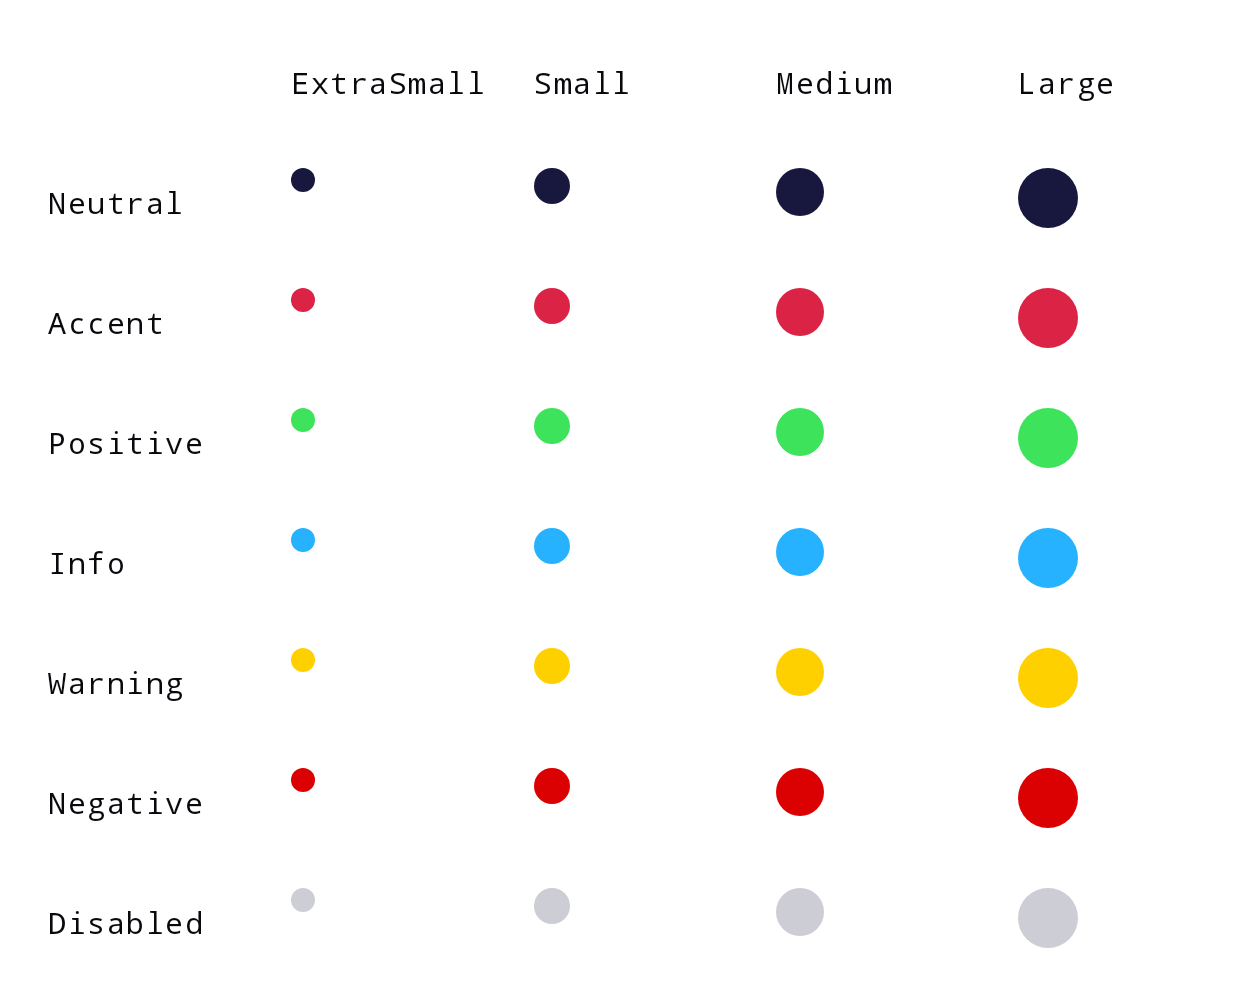 ExtraSmall Small Medium Large
Neutral
Accent
Positive
Info
Warning
Negative
Disabled